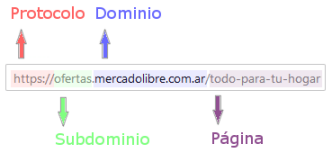 Protocolo Dominio
https://ofertas.mercadolibre.com.ar/todo-para-tu-hogar
Subdominio Página